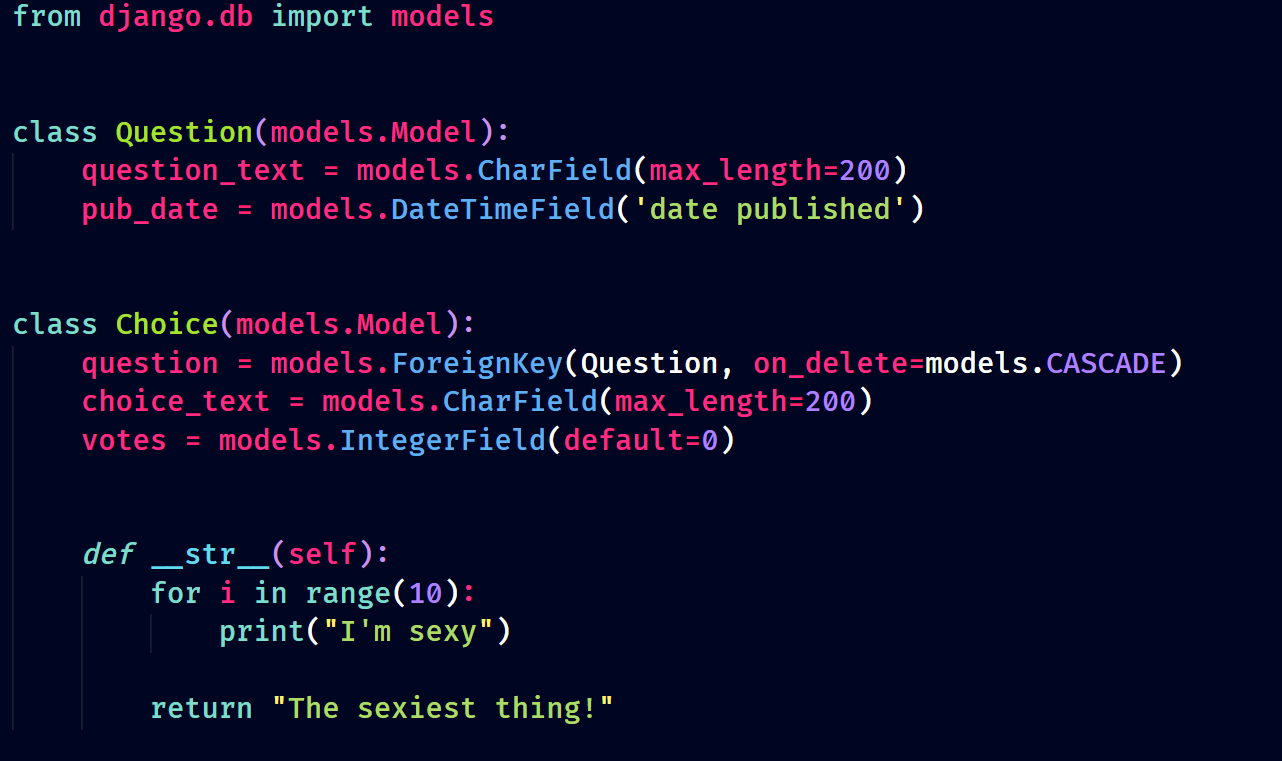 from django.db import models
class Question(models.Model):
    question_text = models.CharField(max_length=200)
    pub_date = models.DateTimeField('date published')
class Choice(models.Model):
    question = models.ForeignKey(Question, on_delete=models.CASCADE)
    choice_text = models.CharField(max_length=200)
    votes = models.IntegerField(default=0)
    def __str__(self):
        for i in range(10):
            print("I'm sexy")
        return "The sexiest thing!"